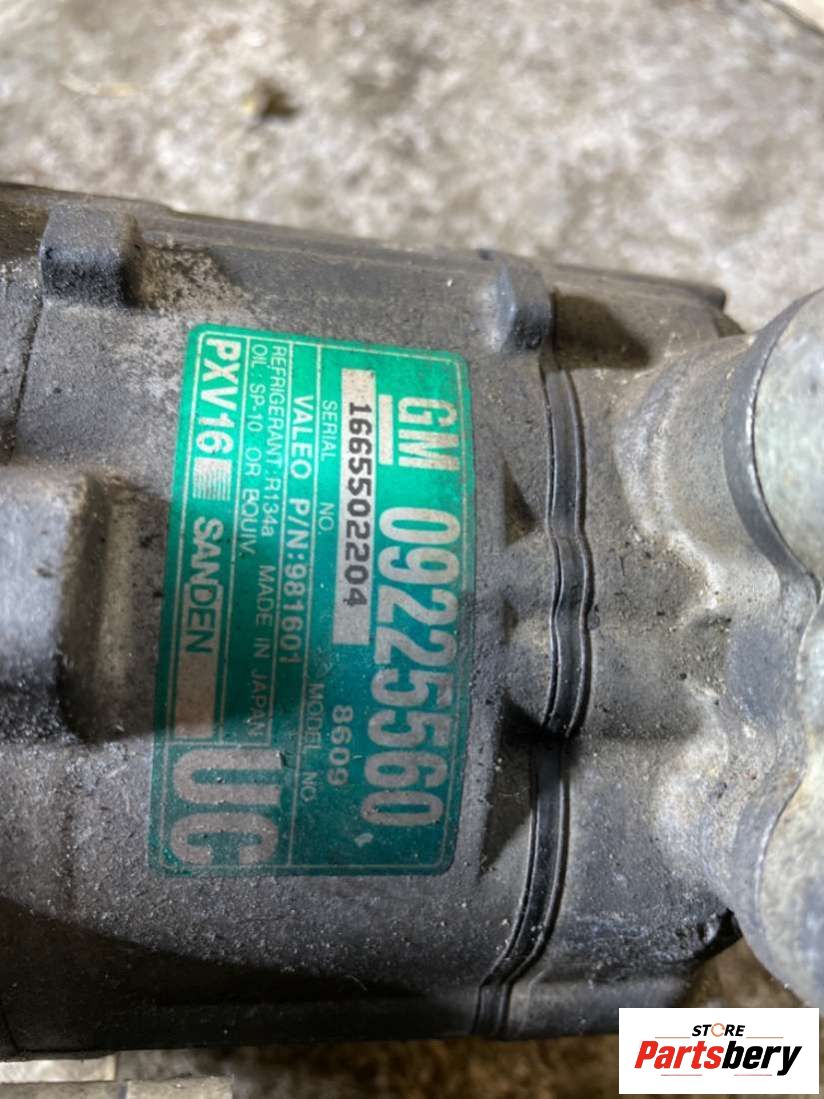 GM 09225560
1665502204
SERIAL NO. MODEL NO.
8609
VALEO P/N:981601
REFRIGERANT:R134a MADE IN JAPAN
OIL: SP-10 OR EQUIV.
PXV16 SANDEN
UC
STORE
Partsbery